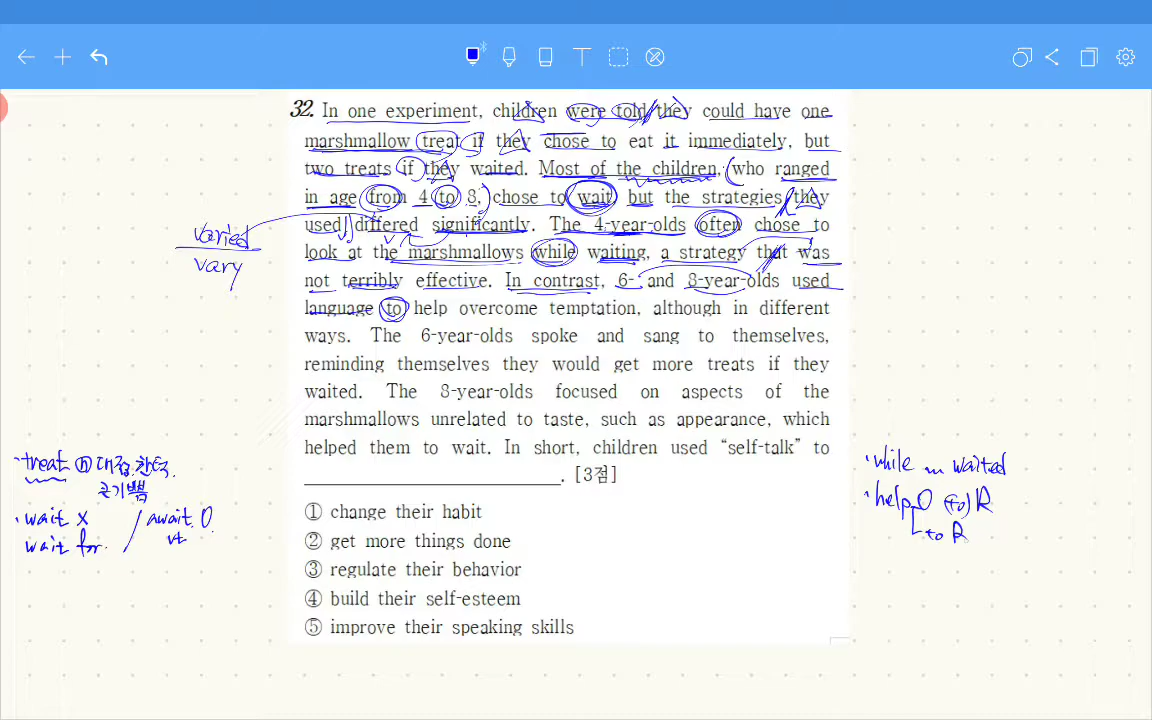 32. In one experiment, children were told they could have one
marshmallow treat if they chose to eat it immediately, but
two treats if they waited. Most of the children, who ranged
in age from 4 to 8, chose to wait but the strategies they
used differed significantly. The 4-year-olds often chose to
look at the marshmallows while waiting, a strategy that was
not terribly effective. In contrast, 6- and 8-year-olds used
language to help overcome temptation, although in different
ways. The 6-year-olds spoke and sang to themselves,
reminding themselves they would get more treats if they
waited. The 8-year-olds focused on aspects of the
marshmallows unrelated to taste, such as appearance, which
helped them to wait. In short, children used “self-talk” to
____________________________. [3점]
① change their habit
② get more things done
③ regulate their behavior
④ build their self-esteem
⑤ improve their speaking skills
varied
vary
v
·treat ⓝ 대접, 한턱.
큰기쁨
·wait X / await O
wait for. vt
·while ~ waited
·help O (to) R
to R